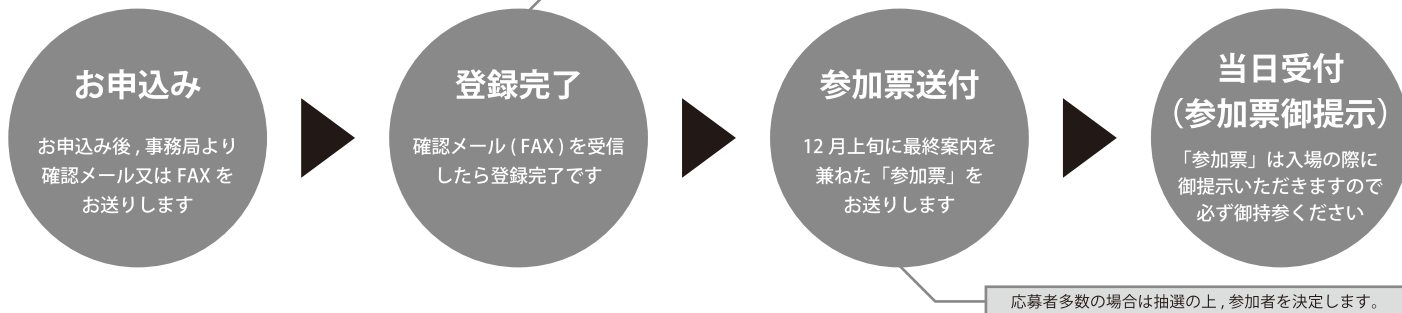 お申込み
お申込み後 , 事務局より
確認メール又は FAX を
お送りします
登録完了
確認メール ( FAX ) を受信
したら登録完了です
参加票送付
12 月上旬に最終案内を
兼ねた「参加票」を
お送りします
当日受付
（参加票御提示）
「参加票」は入場の際に
御提示いただきますので
必ず御持参ください
応募者多数の場合は抽選の上 , 参加者を決定します。